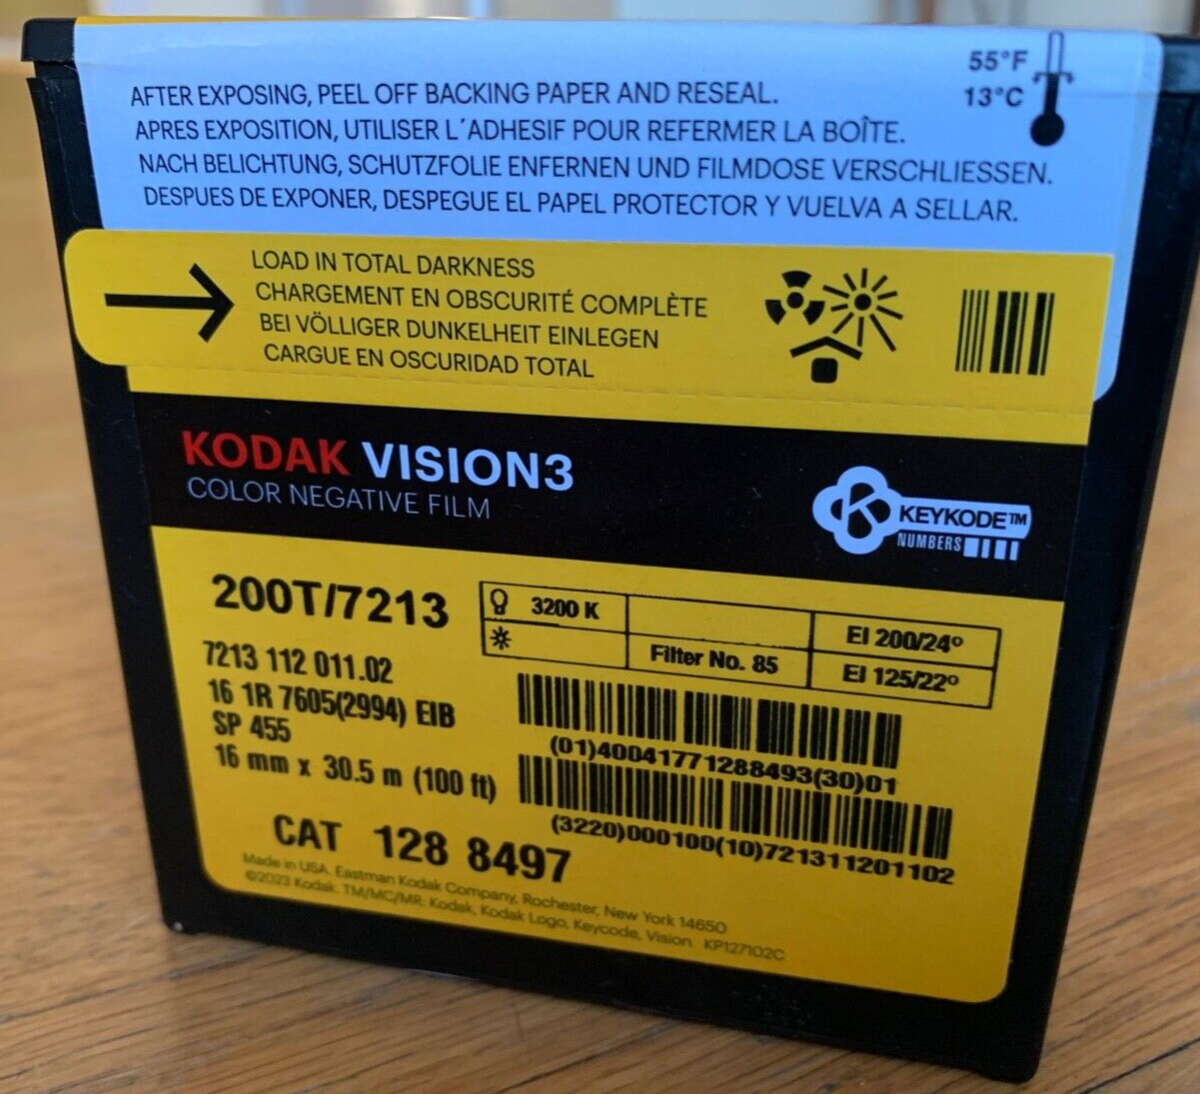 55°F
13°C
AFTER EXPOSING, PEEL OFF BACKING PAPER AND RESEAL.
APRES EXPOSITION, UTILISER L´ADHESIF POUR REFERMER LA BOÎTE.
NACH BELICHTUNG, SCHUTZFOLIE ENFERNEN UND FILMDOSE VERSCHLIESSEN.
DESPUES DE EXPONER, DESPEGUE EL PAPEL PROTECTOR Y VUELVA A SELLAR.
LOAD IN TOTAL DARKNESS
CHARGEMENT EN OBSCURITÉ COMPLÈTE
BEI VÖLLIGER DUNKELHEIT EINLEGEN
CARGUE EN OSCURIDAD TOTAL
KODAK VISION3
COLOR NEGATIVE FILM
K KEYKODE™
NUMBERS
200T/7213
7213 112 011.02
16 1R 7605(2994) EIB
SP 455
16 mm x 30.5 m (100 ft)
3200 K EI 200/24º
Filter No. 85 EI 125/22º
(01)40041771288493(30)01
(3220)000100(10)721311201102
CAT 128 8497
Made in USA. Eastman Kodak Company, Rochester, New York 14650
©2023 Kodak. TM/MC/MR: Kodak, Kodak Logo, Keycode, Vision KP127102C